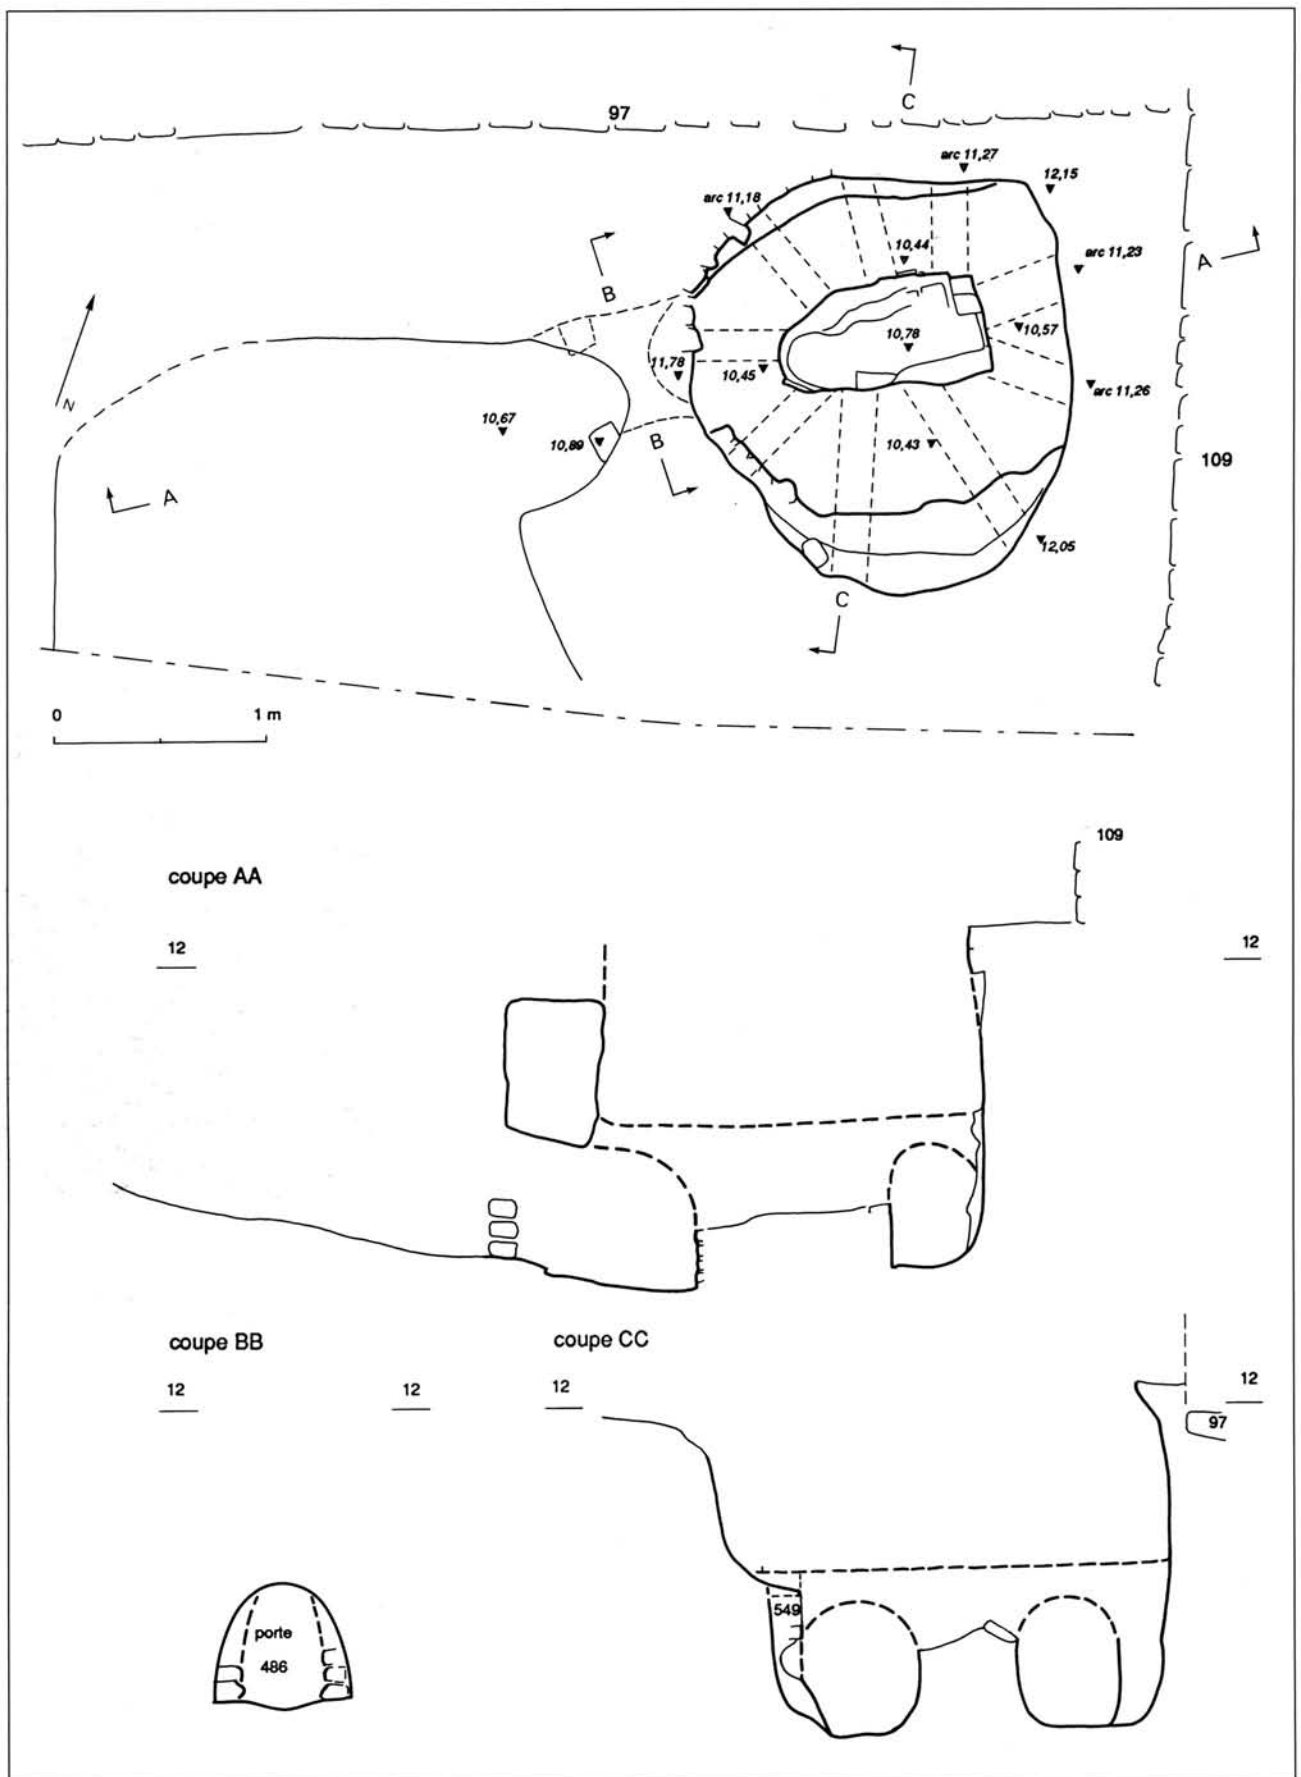 C
97
arc 11,27
12,15
arc 11,18
10,44
arc 11,23
A
B
10,57
10,78
11,78
10,45
arc 11,26
N
10,67
10,89
B
10,43
109
A
12,05
C
0 1 m
109
coupe AA
12 12
coupe BB coupe CC
12 12 12 12
97
549
porte
486